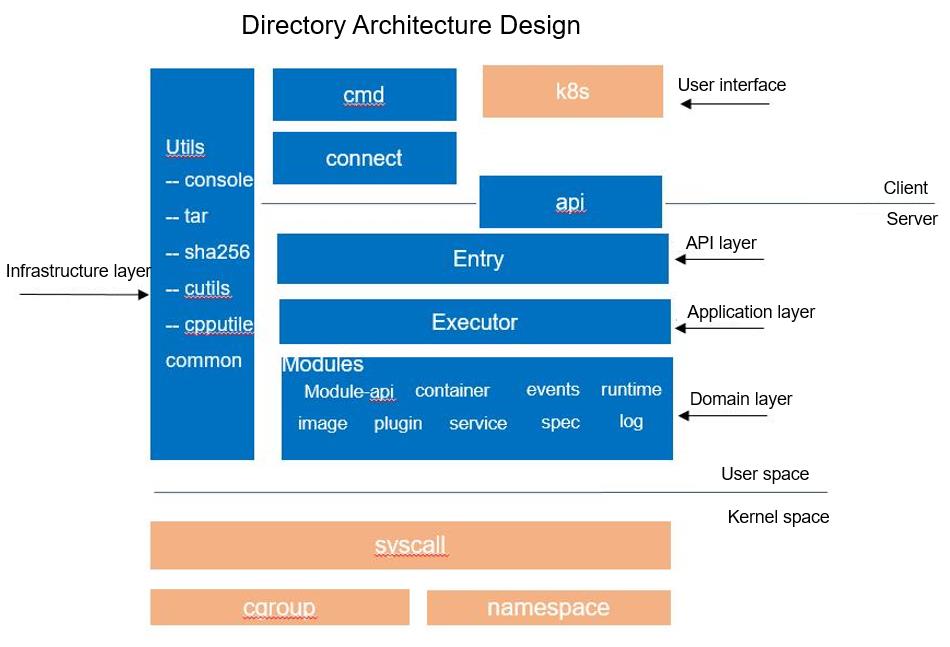 Directory Architecture Design
cmd
k8s
User interface
connect
Utils
-- console
-- tar
-- sha256
-- cutils
-- cpputile
common
api
Client
Server
Entry
API layer
Infrastructure layer
Executor
Application layer
Modules
Module-api container events runtime
image plugin service spec log
Domain layer
User space
Kernel space
syscall
cgroup
namespace